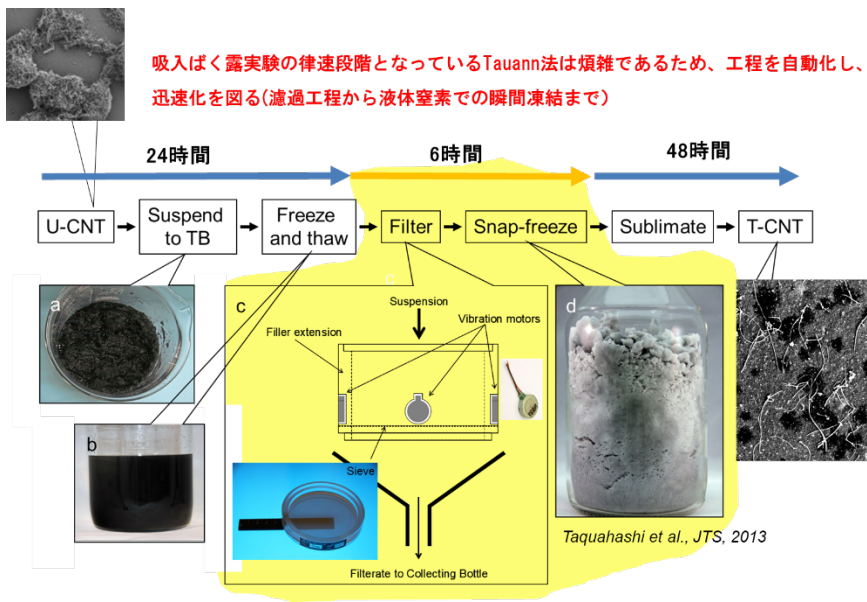 吸入ばく露実験の律速段階となっているTauann法は煩雑であるため、工程を自動化し、
迅速化を図る(濾過工程から液体窒素での瞬間凍結まで)
24時間
6時間
48時間
U-CNT
Suspend
to TB
Freeze
and thaw
Filter
Snap-freeze
Sublimate
T-CNT
a
b
c
c
Suspension
Filler extension
Vibration motors
Sieve
Filterate to Collecting Bottle
d
Taquahashi et al., JTS, 2013